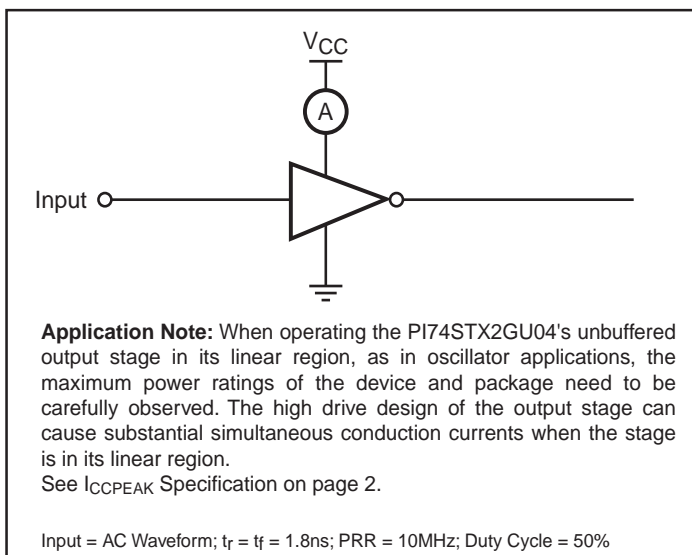 VCC
A
Input
Application Note: When operating the PI74STX2GU04's unbuffered
output stage in its linear region, as in oscillator applications, the
maximum power ratings of the device and package need to be
carefully observed. The high drive design of the output stage can
cause substantial simultaneous conduction currents when the stage
is in its linear region.
See ICCPEAK Specification on page 2.
Input = AC Waveform; tr = tf = 1.8ns; PRR = 10MHz; Duty Cycle = 50%